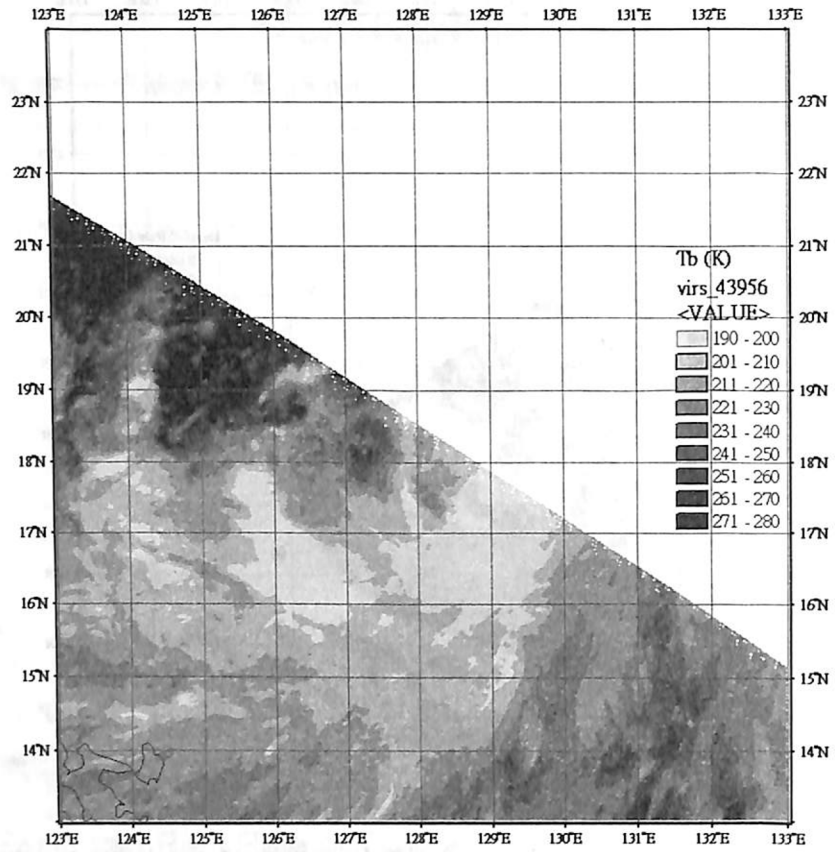 123°E 124°E 125°E 126°E 127°E 128°E 129°E 130°E 131°E 132°E 133°E
23°N 23°N
22°N 22°N
21°N 21°N
Tb (K)
virs_43956
<VALUE>
20°N 20°N
190 - 200
201 - 210
19°N 19°N
211 - 220
221 - 230
231 - 240
18°N 18°N
241 - 250
251 - 260
261 - 270
17°N 17°N
271 - 280
16°N 16°N
15°N 15°N
14°N 14°N
123°E 124°E 125°E 126°E 127°E 128°E 129°E 130°E 131°E 132°E 133°E